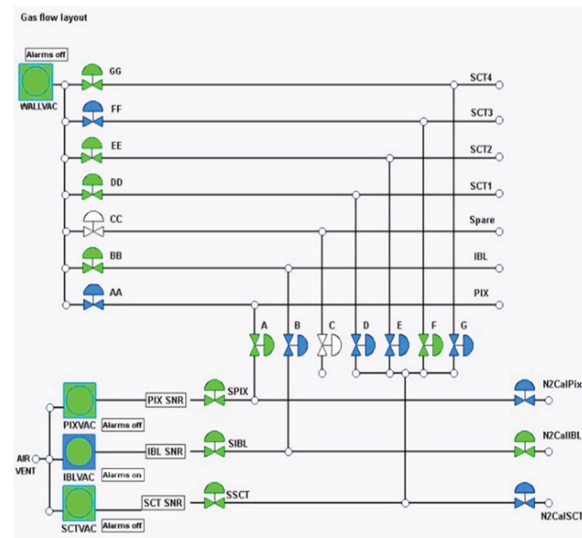 Gas flow layout
Alarms off
WALLVAC
GG
SCT4
FF
SCT3
EE
SCT2
DD
SCT1
CC
Spare
BB
IBL
AA
PIX
A
B
C
D
E
F
G
PIXVAC
Alarms off
PIX SNR
SPIX
N2CalPix
AIR
VENT
IBLVAC
Alarms on
IBL SNR
SIBL
N2CalIBL
SCTVAC
Alarms off
SCT SNR
SSCT
N2CalSCT